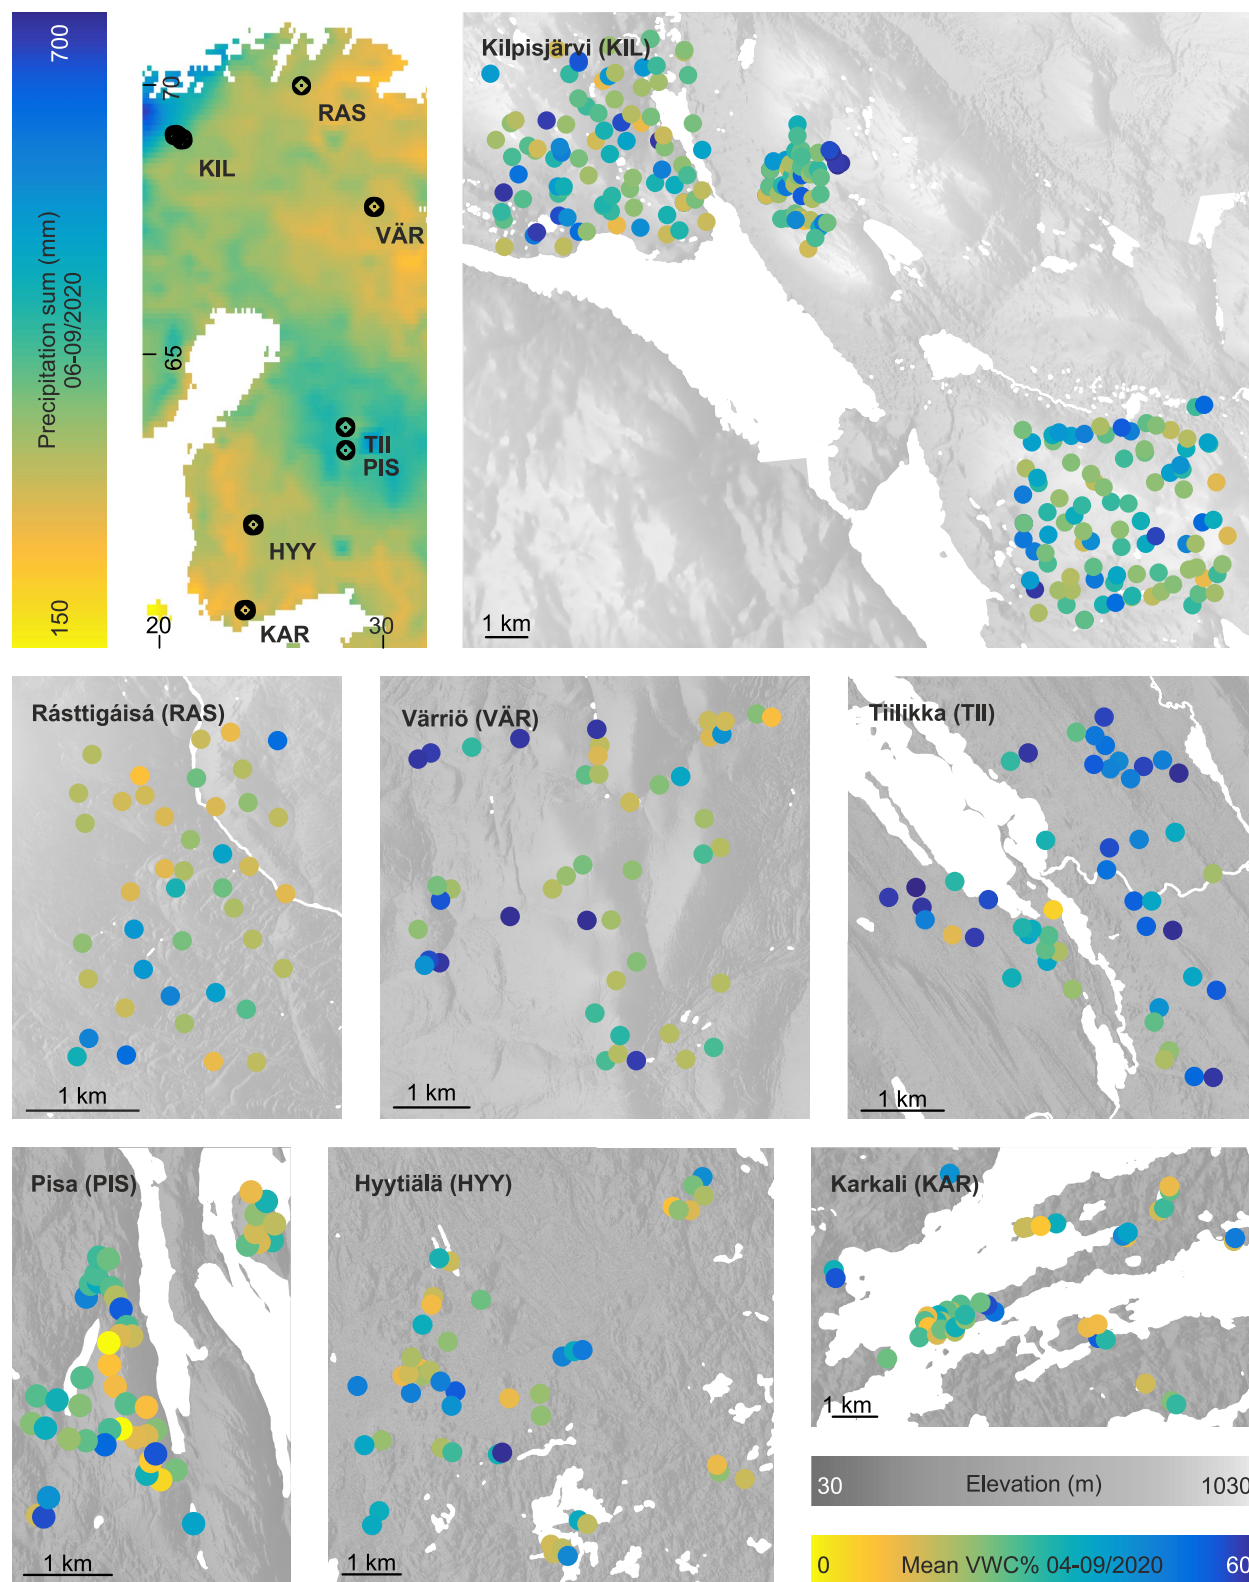 700
Precipitation sum (mm)
06-09/2020
150
70
65
20
30
RAS
KIL
VÄR
TII
PIS
HYY
KAR
Kilpisjärvi (KIL)
1 km
Rásttigáisá (RAS)
1 km
Värriö (VÄR)
1 km
Tiilikka (TII)
1 km
Pisa (PIS)
1 km
Hyytiälä (HYY)
1 km
Karkali (KAR)
1 km
30 Elevation (m) 1030
0 Mean VWC% 04-09/2020 60